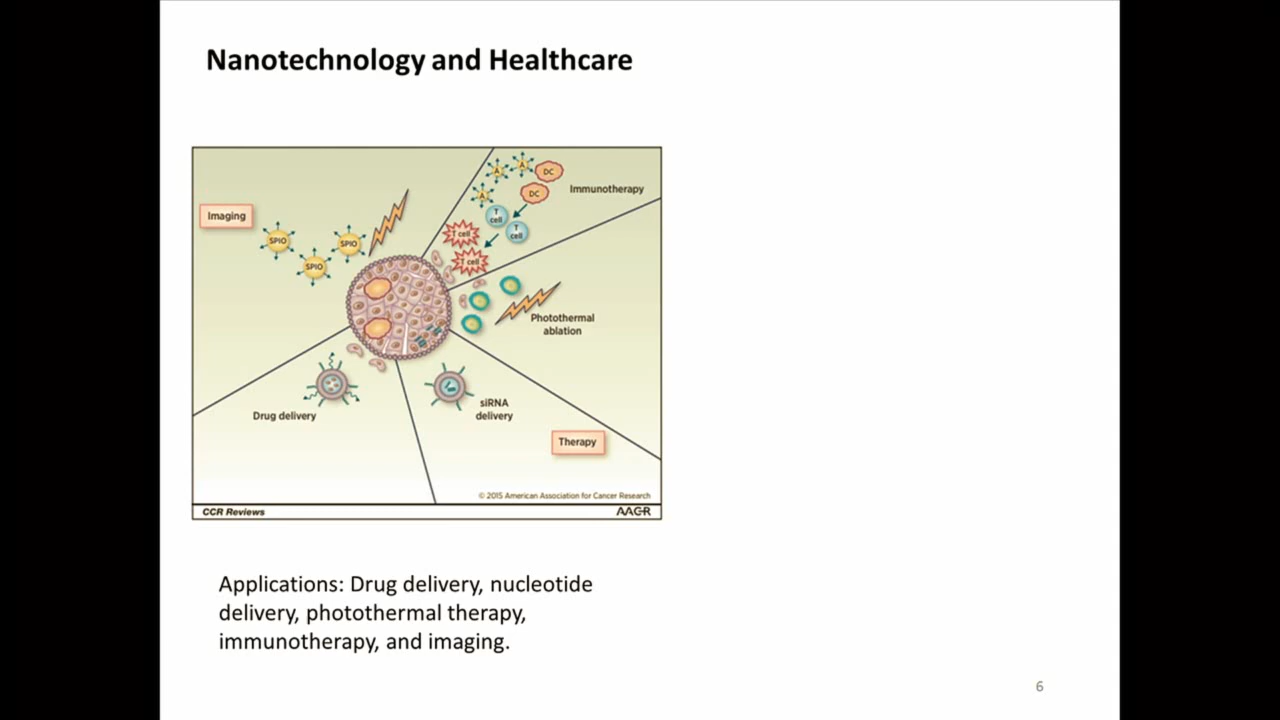 Nanotechnology and Healthcare
Imaging
SPIO
SPIO
SPIO
A
A
A
DC
DC
Immunotherapy
T
cell
T
cell
T cell
T cell
Photothermal
ablation
Drug delivery
siRNA
delivery
Therapy
© 2015 American Association for Cancer Research
CCR Reviews
AACR
Applications: Drug delivery, nucleotide
delivery, photothermal therapy,
immunotherapy, and imaging.
6